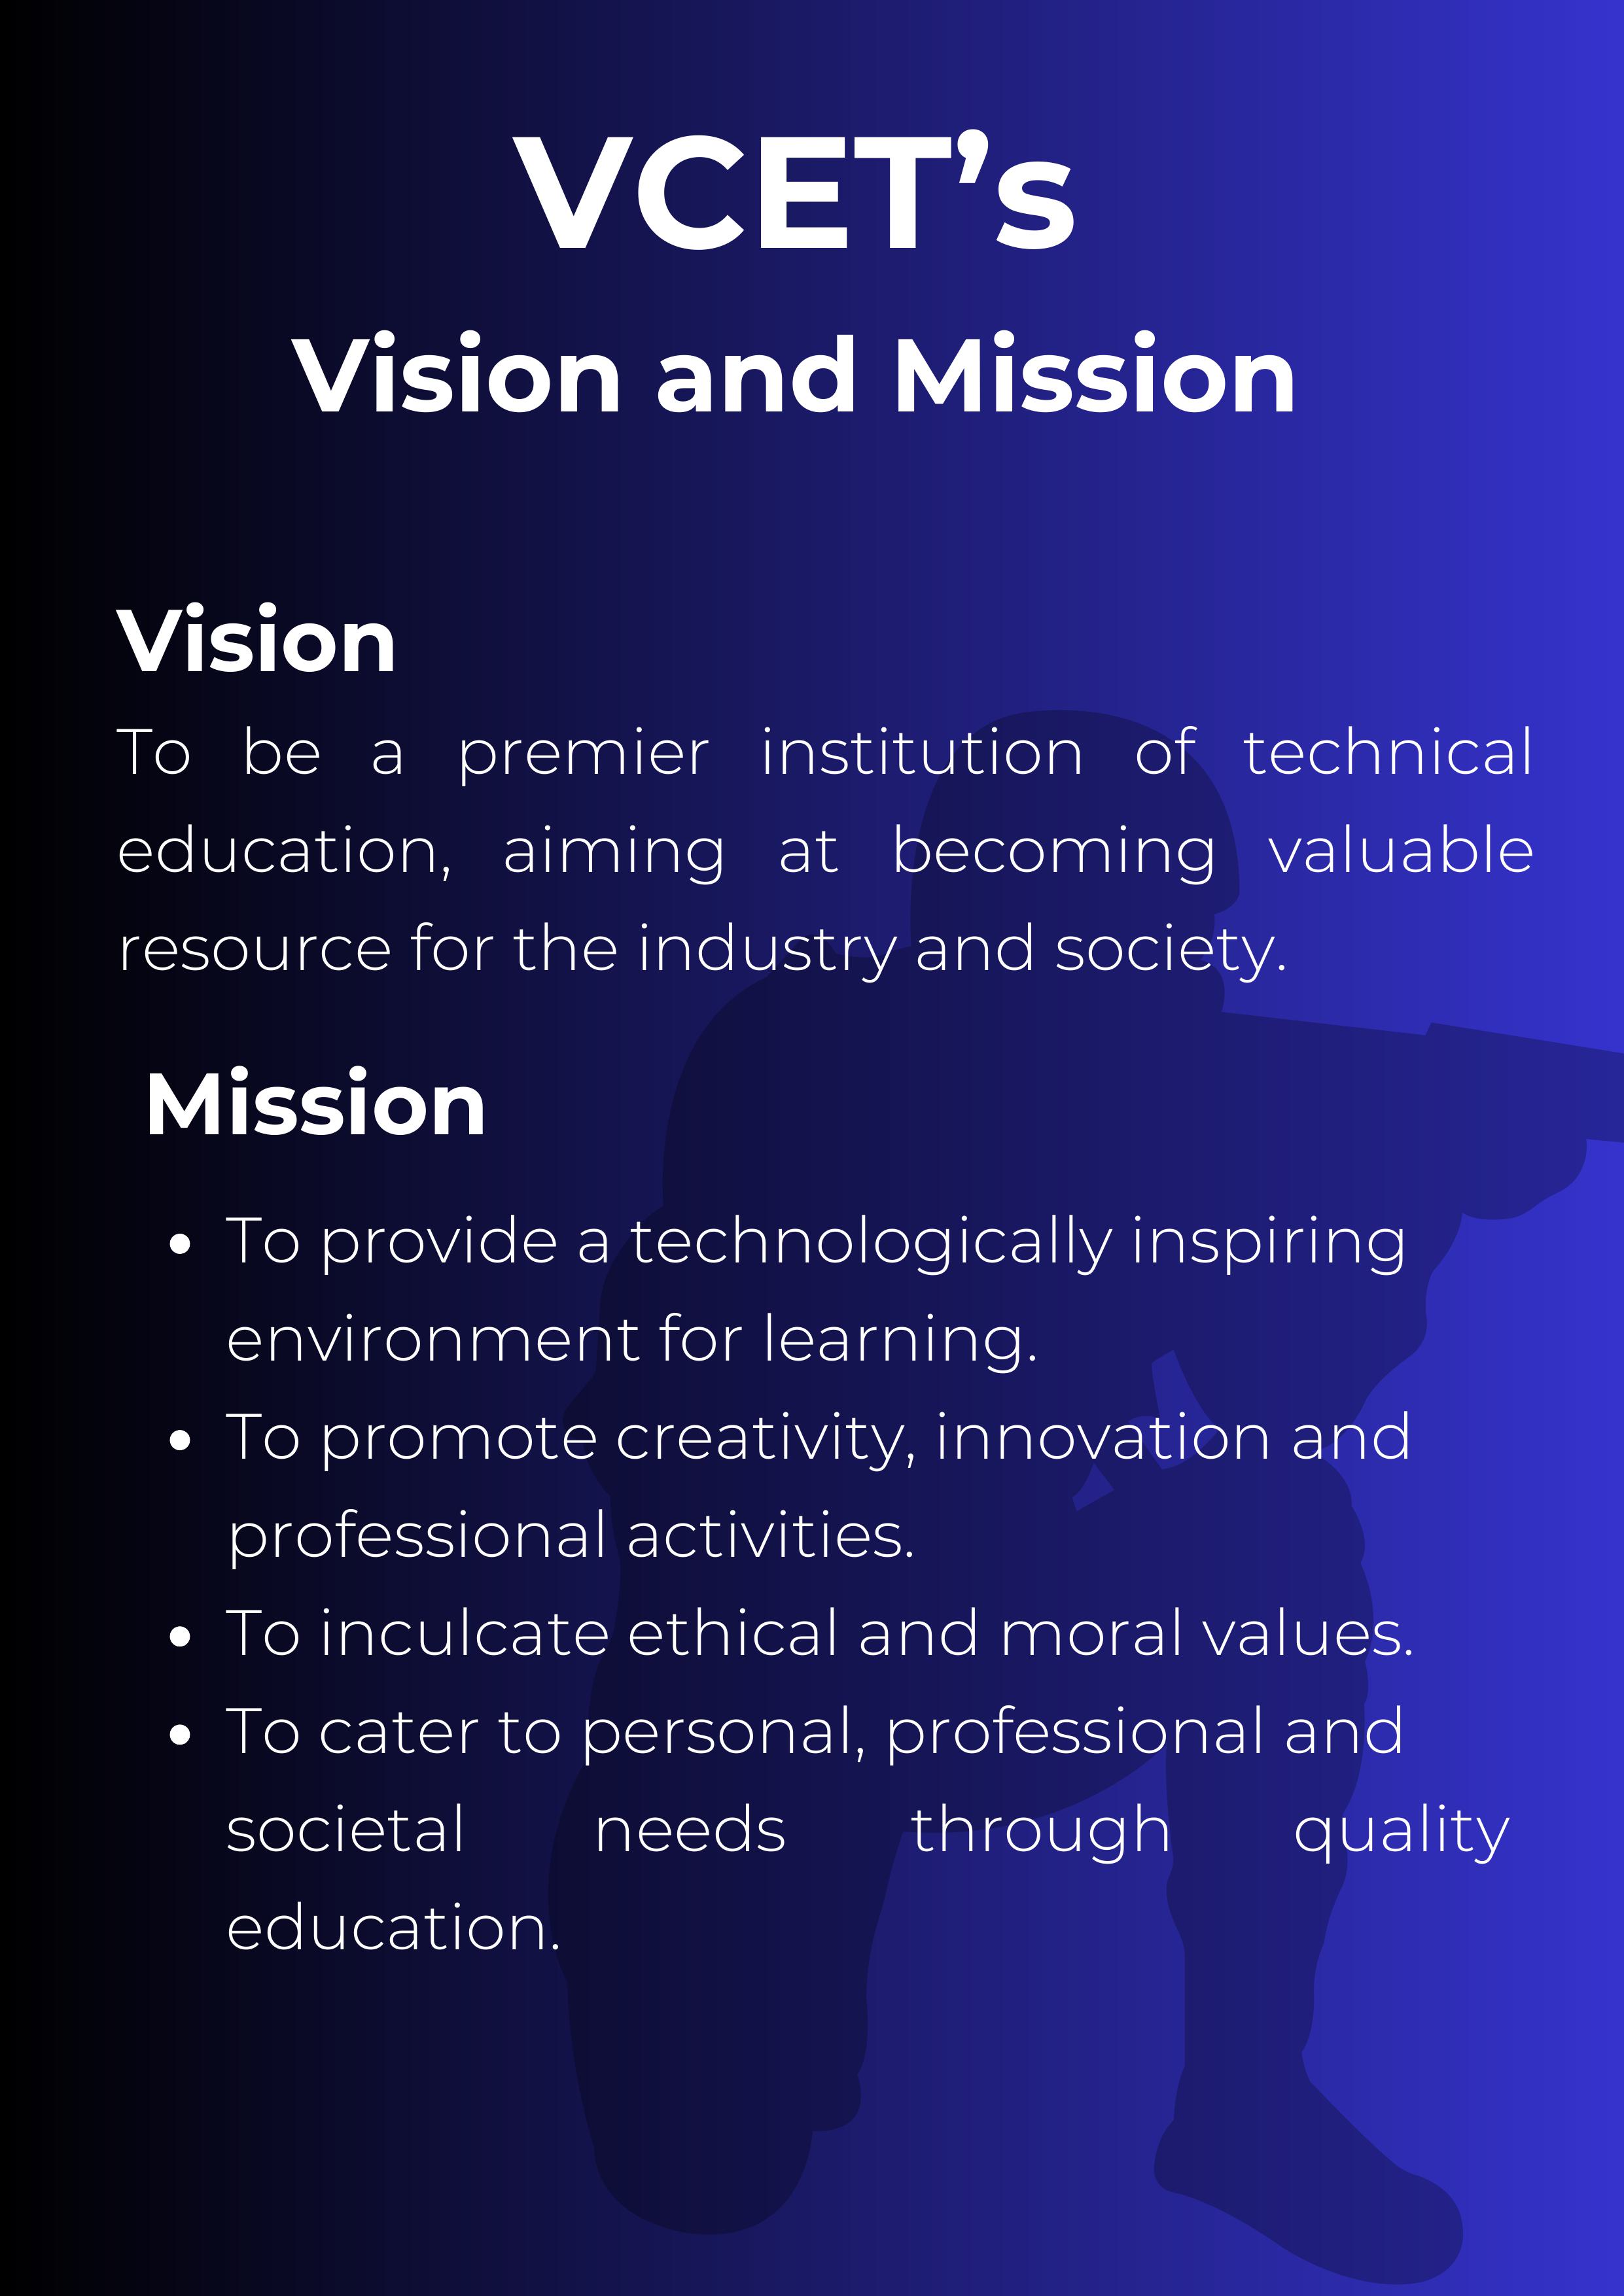 VCET’s
Vision and Mission
Vision
To be a premier institution of technical
education, aiming at becoming valuable
resource for the industry and society.
Mission
• To provide a technologically inspiring
environment for learning.
• To promote creativity, innovation and
professional activities.
• To inculcate ethical and moral values.
• To cater to personal, professional and
societal needs through quality
education.